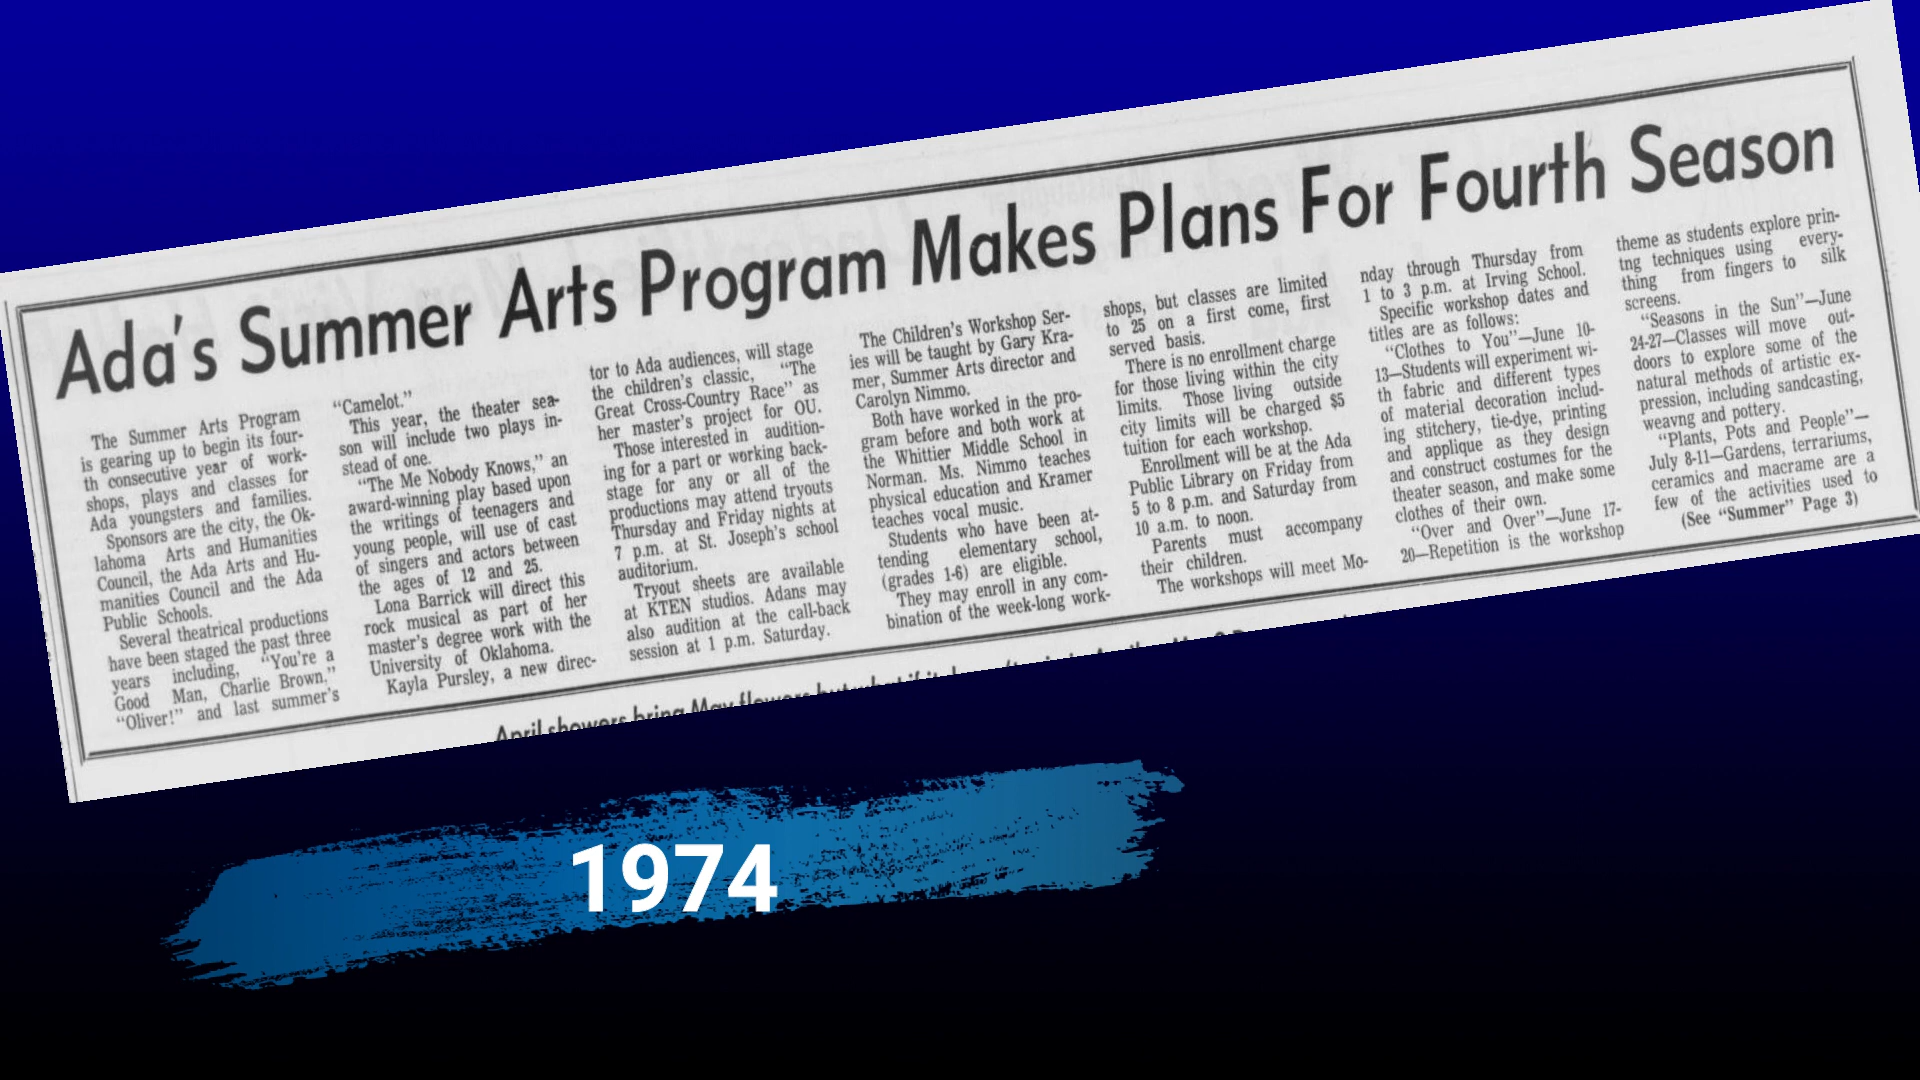 Ada's Summer Arts Program Makes Plans For Fourth Season
The Summer Arts Program
is gearing up to begin its four-
th consecutive year of work-
shops, plays and classes for
Ada youngsters and families.
Sponsors are the city, the Ok-
lahoma Arts and Humanities
Council, the Ada Arts and Hu-
manities Council and the Ada
Public Schools.
Several theatrical productions
have been staged the past three
years including, "You're a
Good Man, Charlie Brown,"
"Oliver!" and last summer's
"Camelot."
This year, the theater sea-
son will include two plays in-
stead of one.
"The Me Nobody Knows," an
award-winning play based upon
the writings of teenagers and
young people, will use of cast
of singers and actors between
the ages of 12 and 25.
Lona Barrick will direct this
rock musical as part of her
master's degree work with the
University of Oklahoma.
Kayla Pursley, a new direc-
tor to Ada audiences, will stage
the children's classic, "The
Great Cross-Country Race" as
her master's project for OU.
Those interested in audition-
ing for a part or working back-
stage for any or all of the
productions may attend tryouts
Thursday and Friday nights at
7 p.m. at St. Joseph's school
auditorium.
Tryout sheets are available
at KTEN studios. Adans may
also audition at the call-back
session at 1 p.m. Saturday.
The Children's Workshop Ser-
ies will be taught by Gary Kra-
mer, Summer Arts director and
Carolyn Nimmo.
Both have worked in the pro-
gram before and both work at
the Whittier Middle School in
Norman. Ms. Nimmo teaches
physical education and Kramer
teaches vocal music.
Students who have been at-
tending elementary school,
(grades 1-6) are eligible.
They may enroll in any com-
bination of the week-long work-
shops, but classes are limited
to 25 on a first come, first
served basis.
There is no enrollment charge
for those living within the city
limits. Those living outside
city limits will be charged $5
tuition for each workshop.
Enrollment will be at the Ada
Public Library on Friday from
5 to 8 p.m. and Saturday from
10 a.m. to noon.
Parents must accompany
their children.
The workshops will meet Mo-
nday through Thursday from
1 to 3 p.m. at Irving School.
Specific workshop dates and
titles are as follows:
"Clothes to You"—June 10-
13—Students will experiment wi-
th fabric and different types
of material decoration includ-
ing stitchery, tie-dye, printing
and applique as they design
and construct costumes for the
theater season, and make some
clothes of their own.
"Over and Over"—June 17-
20—Repetition is the workshop
theme as students explore prin-
tng techniques using every-
thing from fingers to silk
screens.
"Seasons in the Sun"—June
24-27—Classes will move out-
doors to explore some of the
natural methods of artistic ex-
pression, including sandcasting,
weavng and pottery.
"Plants, Pots and People"—
July 8-11—Gardens, terrariums,
ceramics and macrame are a
few of the activities used to
(See "Summer" Page 3)
April showers bring May flowers but what if it
1974